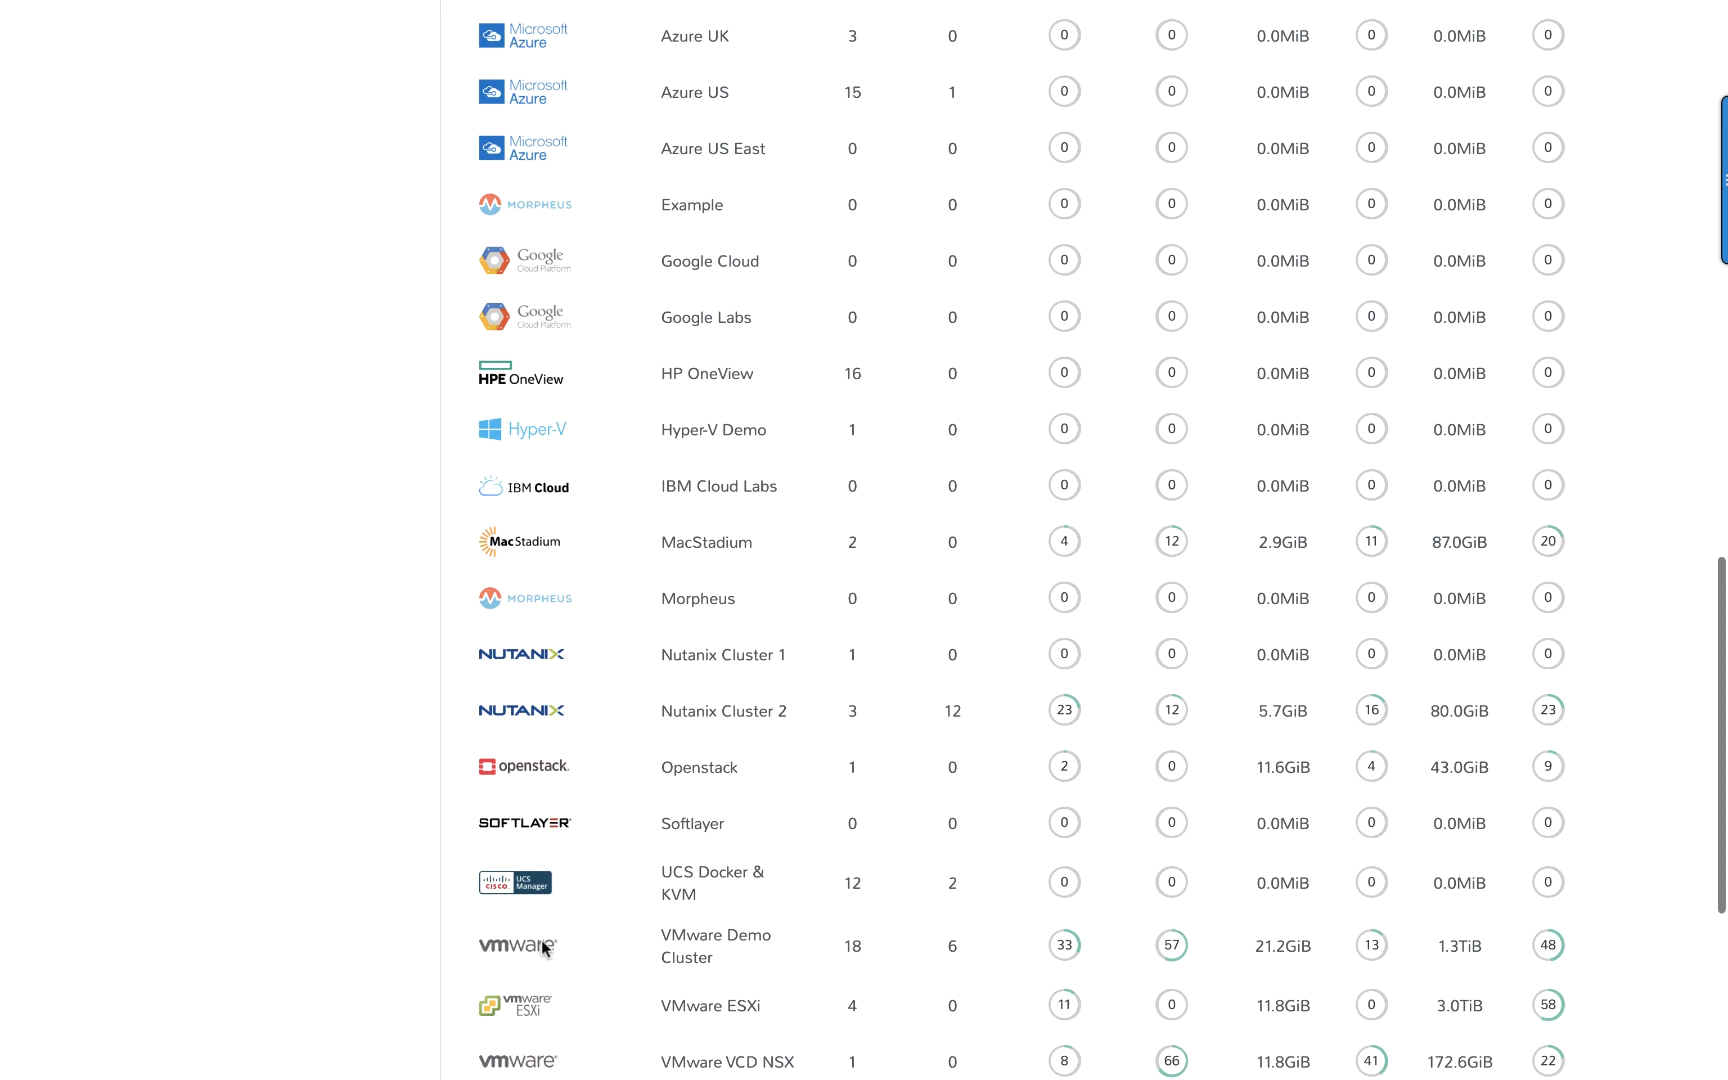 Microsoft Azure Azure UK 3 0 0 0 0.0MiB 0 0.0MiB 0
Microsoft Azure Azure US 15 1 0 0 0.0MiB 0 0.0MiB 0
Microsoft Azure Azure US East 0 0 0 0 0.0MiB 0 0.0MiB 0
MORPHEUS Example 0 0 0 0 0.0MiB 0 0.0MiB 0
Google Cloud Platform Google Cloud 0 0 0 0 0.0MiB 0 0.0MiB 0
Google Cloud Platform Google Labs 0 0 0 0 0.0MiB 0 0.0MiB 0
HPE OneView HP OneView 16 0 0 0 0.0MiB 0 0.0MiB 0
Hyper-V Hyper-V Demo 1 0 0 0 0.0MiB 0 0.0MiB 0
IBM Cloud IBM Cloud Labs 0 0 0 0 0.0MiB 0 0.0MiB 0
MacStadium MacStadium 2 0 4 12 2.9GiB 11 87.0GiB 20
MORPHEUS Morpheus 0 0 0 0 0.0MiB 0 0.0MiB 0
NUTANIX Nutanix Cluster 1 1 0 0 0 0.0MiB 0 0.0MiB 0
NUTANIX Nutanix Cluster 2 3 12 23 12 5.7GiB 16 80.0GiB 23
openstack. Openstack 1 0 2 0 11.6GiB 4 43.0GiB 9
SOFTLAYER Softlayer 0 0 0 0 0.0MiB 0 0.0MiB 0
CISCO UCS Manager UCS Docker & KVM 12 2 0 0 0.0MiB 0 0.0MiB 0
vmware VMware Demo Cluster 18 6 33 57 21.2GiB 13 1.3TiB 48
vmware ESXi VMware ESXi 4 0 11 0 11.8GiB 0 3.0TiB 58
vmware VMware VCD NSX 1 0 8 66 11.8GiB 41 172.6GiB 22